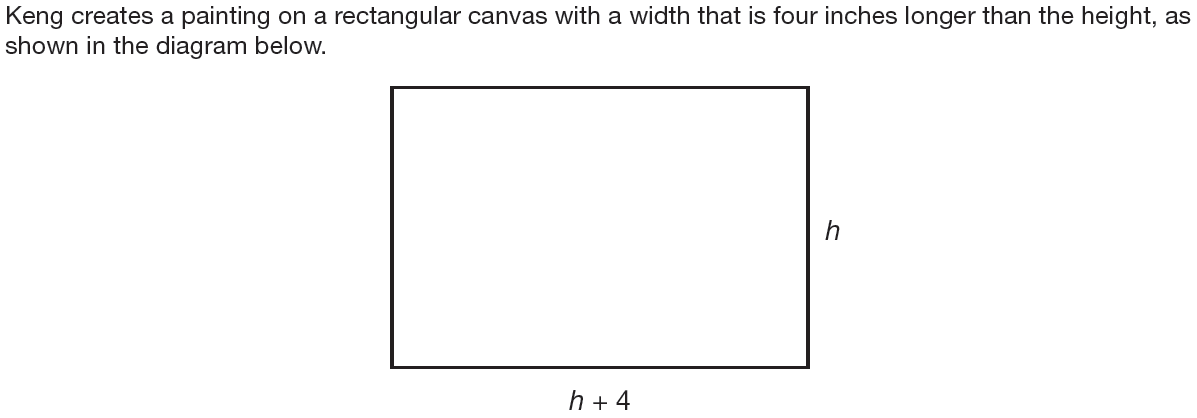 Keng creates a painting on a rectangular canvas with a width that is four inches longer than the height, as
shown in the diagram below.
h
h + 4